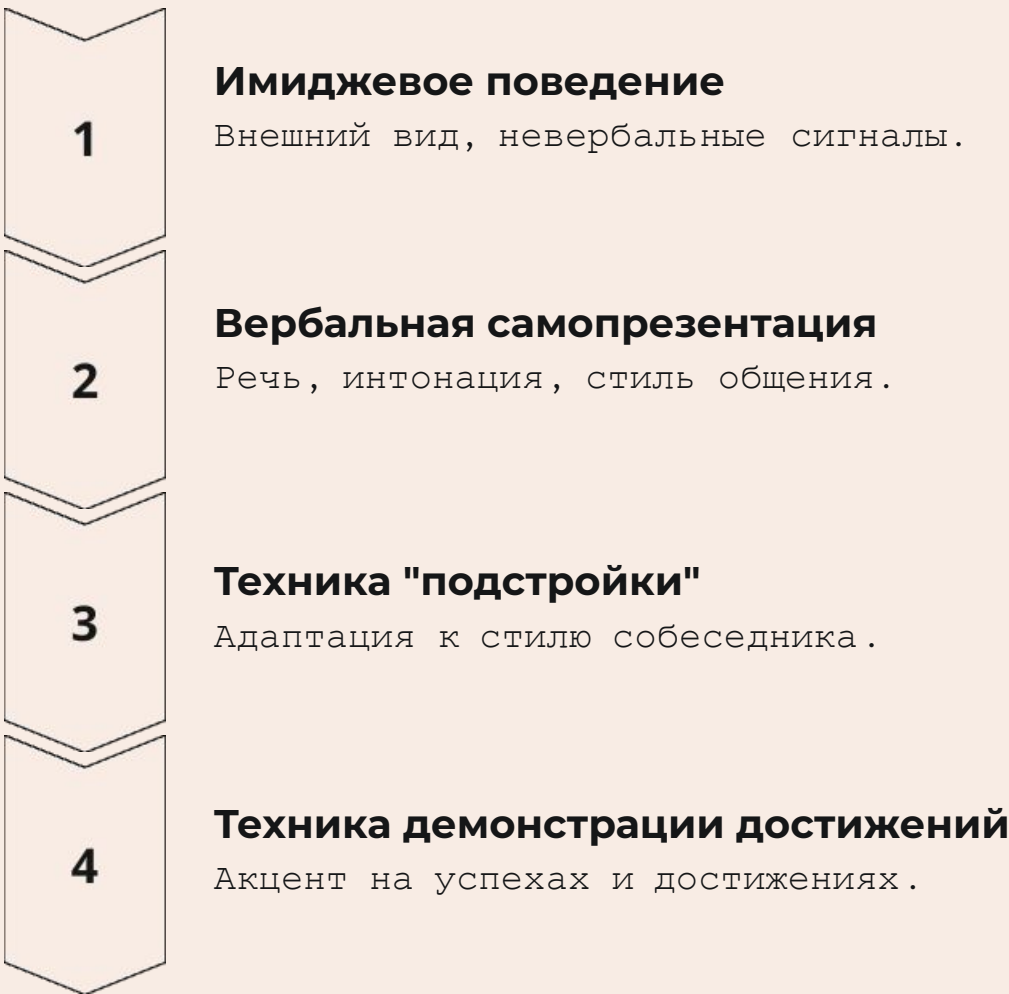 1
Имиджевое поведение
Внешний вид, невербальные сигналы.
2
Вербальная самопрезентация
Речь, интонация, стиль общения.
3
Техника "подстройки"
Адаптация к стилю собеседника.
4
Техника демонстрации достижений
Акцент на успехах и достижениях.